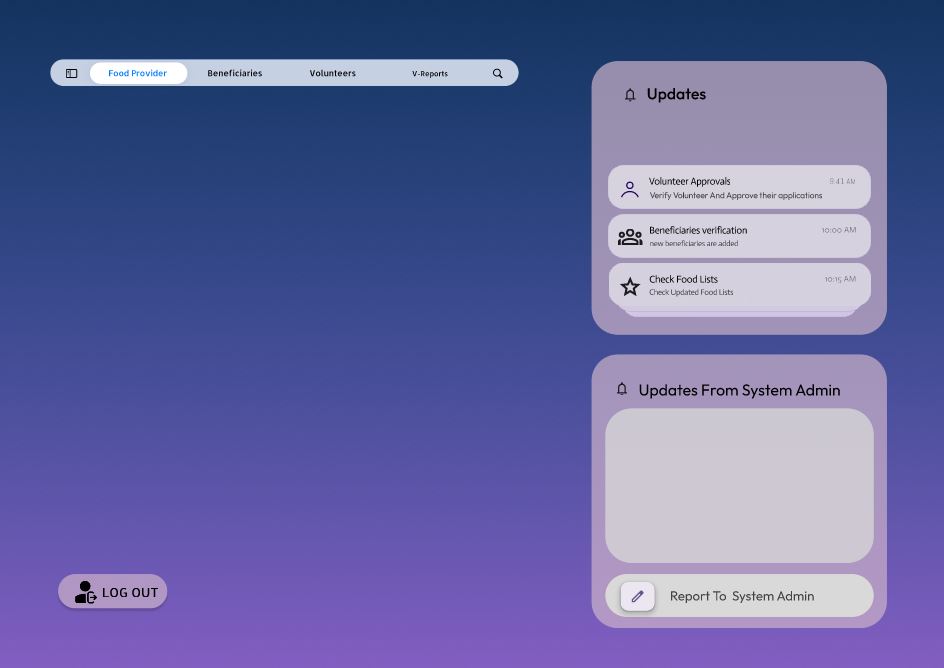 Food Provider Beneficiaries Volunteers V-Reports
Updates
Volunteer Approvals 9:41 AM
Verify Volunteer And Approve their applications
Beneficiaries verification 10:00 AM
new beneficiaries are added
Check Food Lists 10:15 AM
Check Updated Food Lists
Updates From System Admin
Report To System Admin
LOG OUT